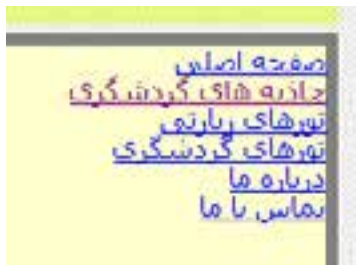 صفحه اصلی
جاذبه های گردشگری
تورهای زیارتی
تورهای گردشگری
درباره ما
تماس با ما